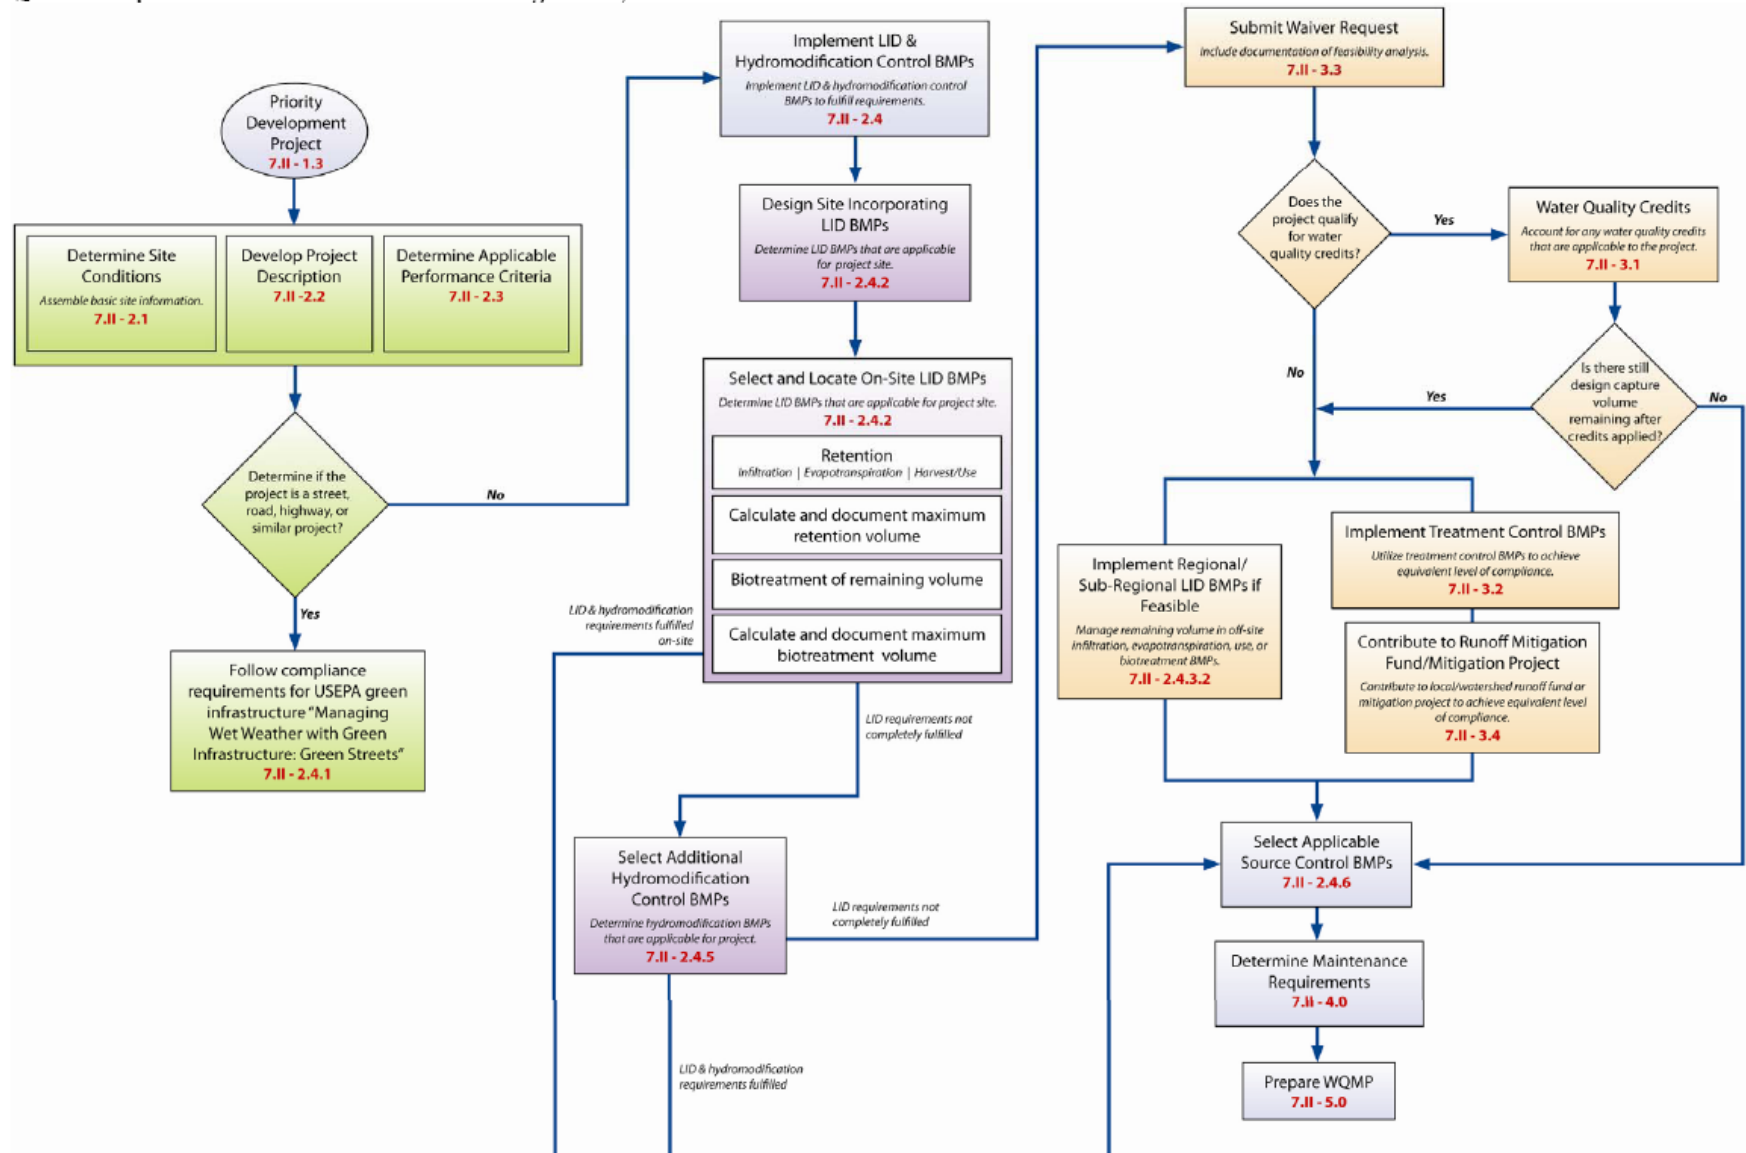 Priority
Development
Project
7.II - 1.3
Determine Site
Conditions
Assemble basic site information.
7.II - 2.1
Develop Project
Description
7.II -2.2
Determine Applicable
Performance Criteria
7.II - 2.3
Determine if the
project is a street,
road, highway, or
similar project?
No
Yes
Follow compliance
requirements for USEPA green
infrastructure "Managing
Wet Weather with Green
Infrastructure: Green Streets"
7.II - 2.4.1
Implement LID &
Hydromodification Control BMPs
Implement LID & hydromodification control
BMPs to fulfill requirements.
7.II - 2.4
Design Site Incorporating
LID BMPs
Determine LID BMPs that are applicable
for project site.
7.II - 2.4.2
Select and Locate On-Site LID BMPs
Determine LID BMPs that are applicable for project site.
7.II - 2.4.2
Retention
Infiltration | Evapotranspiration | Harvest/Use
Calculate and document maximum
retention volume
Biotreatment of remaining volume
Calculate and document maximum
biotreatment volume
LID & hydromodification
requirements fulfilled
on-site
LID requirements not
completely fulfilled
Select Additional
Hydromodification
Control BMPs
Determine hydromodification BMPs
that are applicable for project.
7.II - 2.4.5
LID requirements not
completely fulfilled
LID & hydromodification
requirements fulfilled
Submit Waiver Request
Include documentation of feasibility analysis.
7.II - 3.3
Does the
project qualify
for water
quality credits?
Yes
No
Water Quality Credits
Account for any water quality credits
that are applicable to the project.
7.II - 3.1
Is there still
design capture
volume
remaining after
credits applied?
Yes
No
Implement Regional/
Sub-Regional LID BMPs if
Feasible
Manage remaining volume in off-site
infiltration, evapotranspiration, use, or
biotreatment BMPs.
7.II - 2.4.3.2
Implement Treatment Control BMPs
Utilize treatment control BMPs to achieve
equivalent level of compliance.
7.II - 3.2
Contribute to Runoff Mitigation
Fund/Mitigation Project
Contribute to local/watershed runoff fund or
mitigation project to achieve equivalent level
of compliance.
7.II - 3.4
Select Applicable
Source Control BMPs
7.II - 2.4.6
Determine Maintenance
Requirements
7.II - 4.0
Prepare WQMP
7.II - 5.0